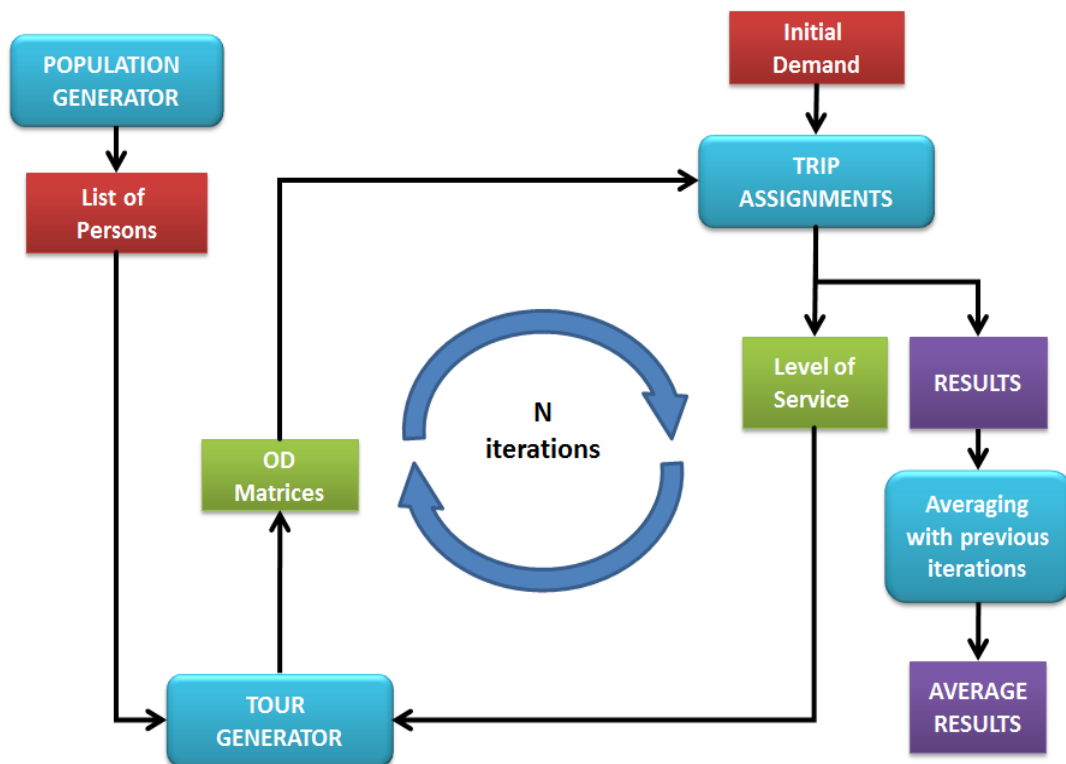 POPULATION
GENERATOR
List of
Persons
Initial
Demand
TRIP
ASSIGNMENTS
Level of
Service
RESULTS
N
iterations
OD
Matrices
Averaging
with previous
iterations
TOUR
GENERATOR
AVERAGE
RESULTS